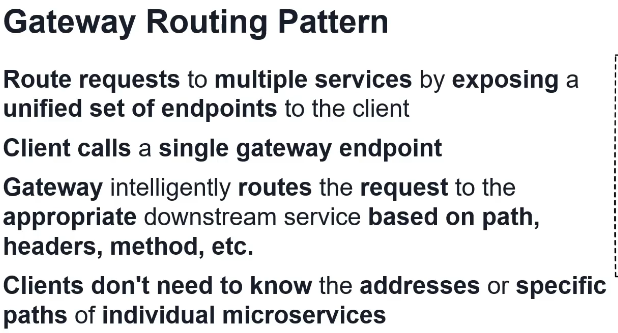 Gateway Routing Pattern
Route requests to multiple services by exposing a
unified set of endpoints to the client
Client calls a single gateway endpoint
Gateway intelligently routes the request to the
appropriate downstream service based on path,
headers, method, etc.
Clients don't need to know the addresses or specific
paths of individual microservices